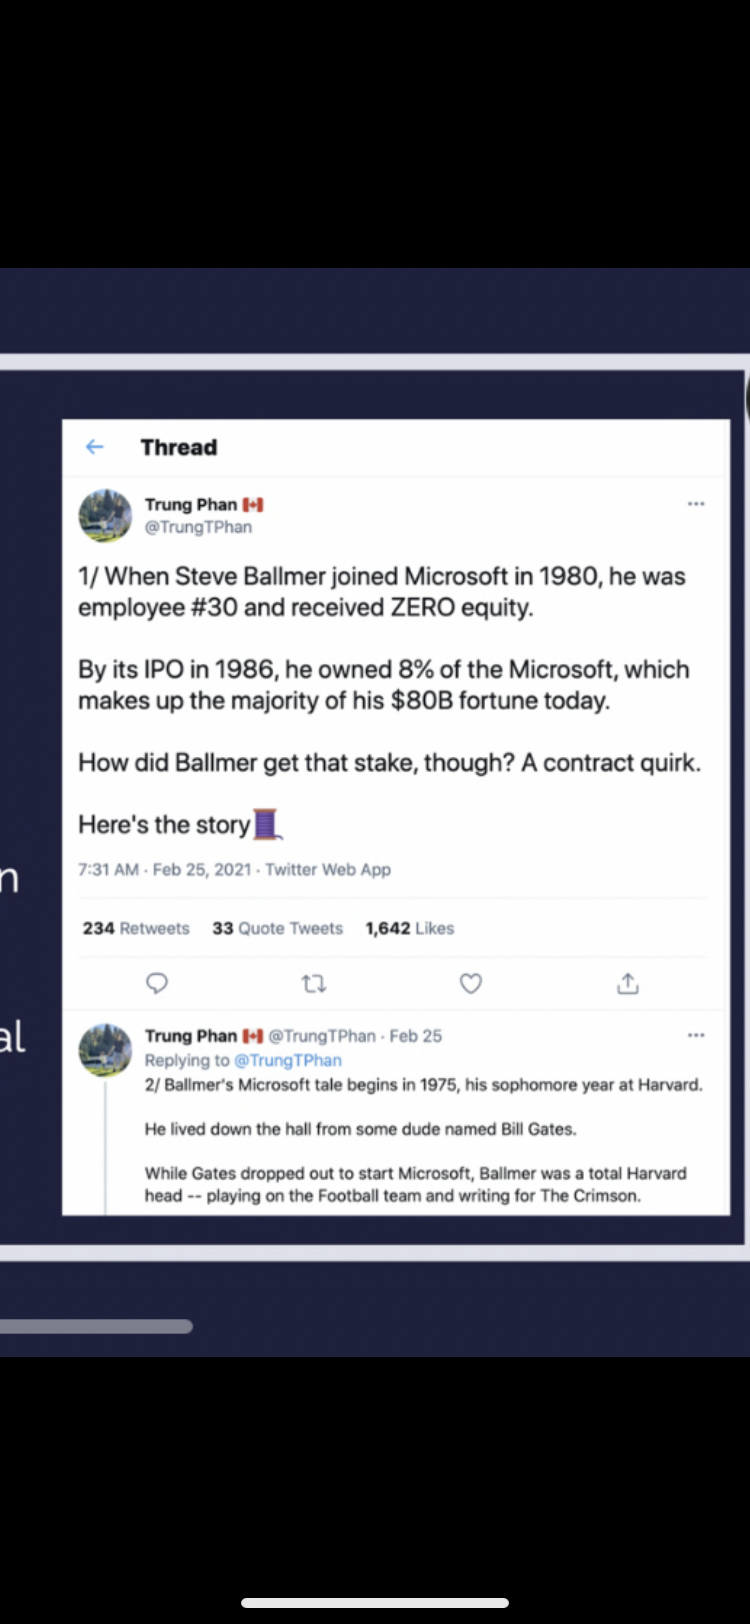 Thread
Trung Phan 🇨🇦
@TrungTPhan
1/ When Steve Ballmer joined Microsoft in 1980, he was
employee #30 and received ZERO equity.
By its IPO in 1986, he owned 8% of the Microsoft, which
makes up the majority of his $80B fortune today.
How did Ballmer get that stake, though? A contract quirk.
Here's the story🧵
n
7:31 AM · Feb 25, 2021 · Twitter Web App
234 Retweets 33 Quote Tweets 1,642 Likes
al
Trung Phan 🇨🇦 @TrungTPhan · Feb 25
Replying to @TrungTPhan
2/ Ballmer's Microsoft tale begins in 1975, his sophomore year at Harvard.
He lived down the hall from some dude named Bill Gates.
While Gates dropped out to start Microsoft, Ballmer was a total Harvard
head -- playing on the Football team and writing for The Crimson.